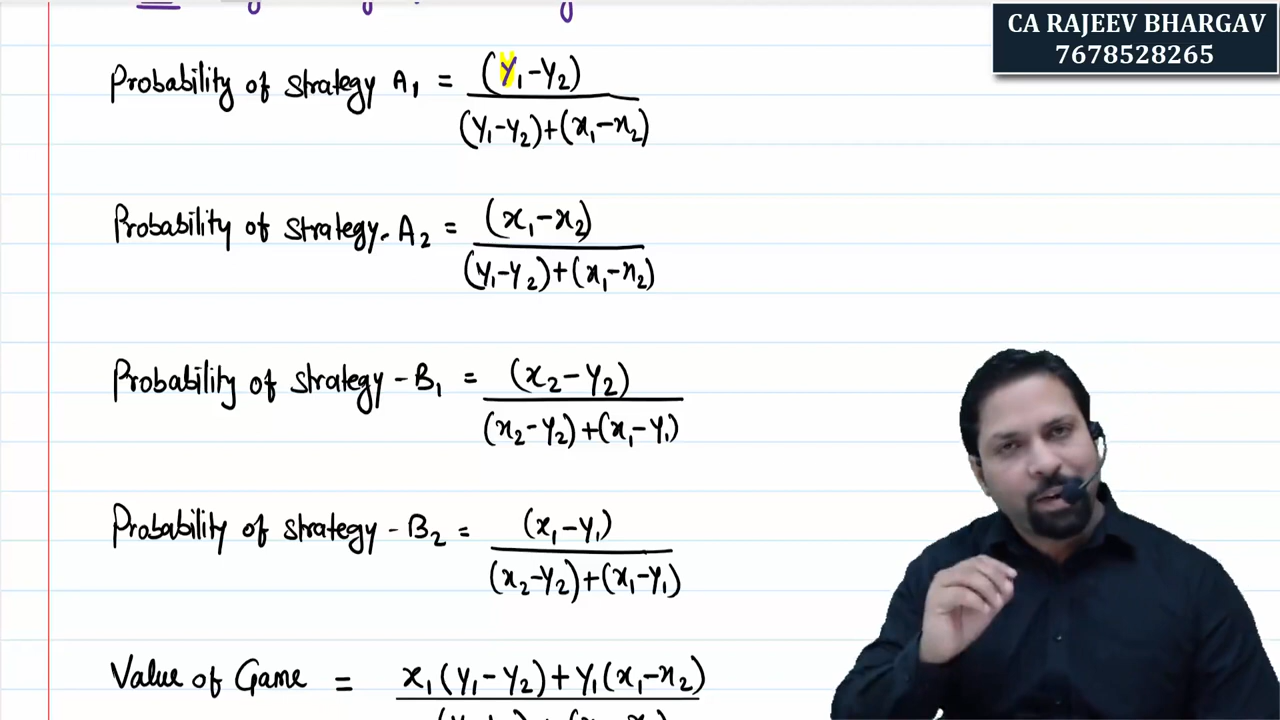 CA RAJEEV BHARGAV
7678528265
Probability of strategy A₁ = (Y₁-Y₂)
(Y₁-Y₂)+(x₁-x₂)
Probability of strategy-A₂ = (x₁-x₂)
(Y₁-Y₂)+(x₁-x₂)
Probability of strategy-B₁ = (x₂-Y₂)
(x₂-Y₂)+(x₁-Y₁)
Probability of strategy-B₂ = (x₁-Y₁)
(x₂-Y₂)+(x₁-Y₁)
Value of Game = x₁(Y₁-Y₂)+Y₁(x₁-x₂)